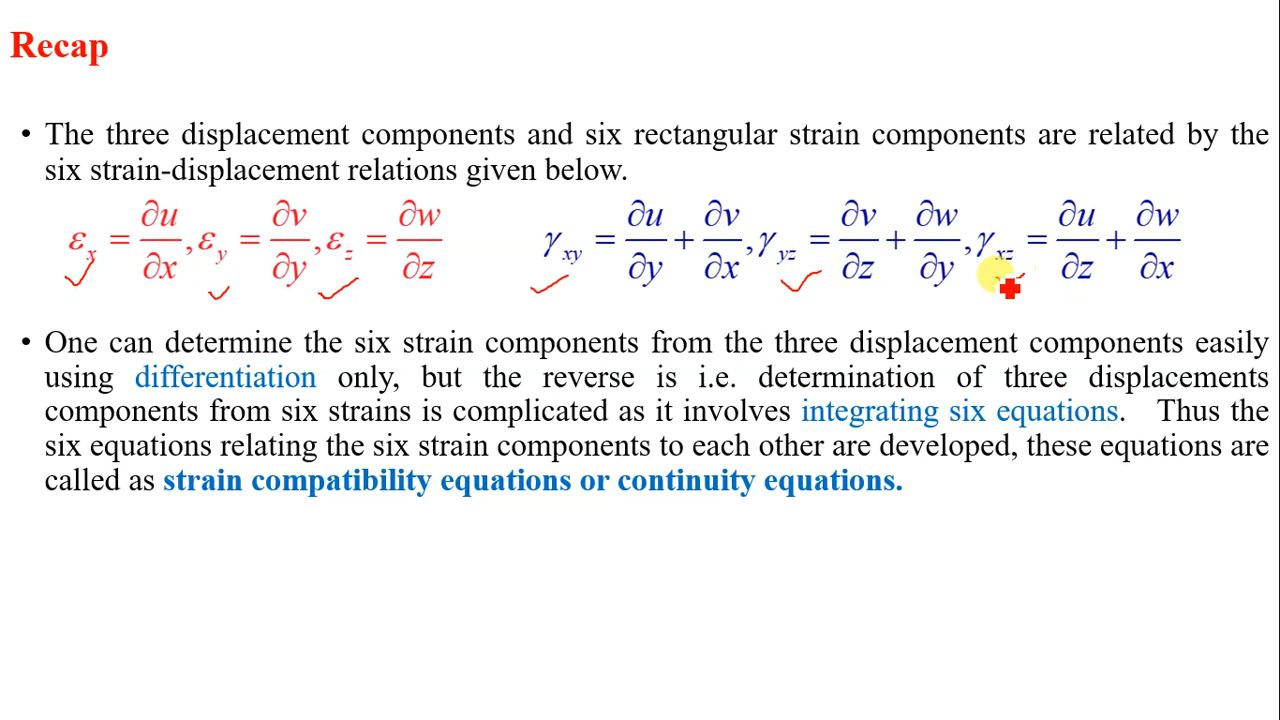 Recap
• The three displacement components and six rectangular strain components are related by the
six strain-displacement relations given below.
εx = ∂u/∂x, εy = ∂v/∂y, εz = ∂w/∂z γxy = ∂u/∂y + ∂v/∂x, γyz = ∂v/∂z + ∂w/∂y, γxz = ∂u/∂z + ∂w/∂x
• One can determine the six strain components from the three displacement components easily
using differentiation only, but the reverse is i.e. determination of three displacements
components from six strains is complicated as it involves integrating six equations. Thus the
six equations relating the six strain components to each other are developed, these equations are
called as strain compatibility equations or continuity equations.